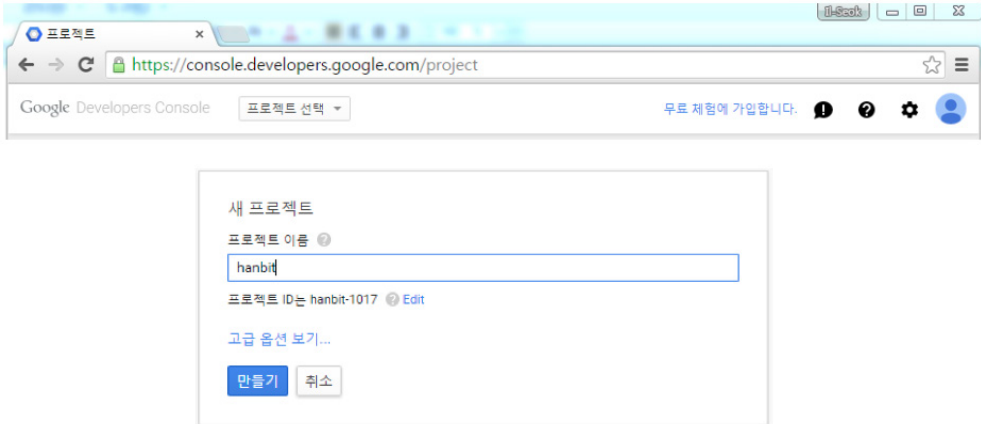 Il-Seok
프로젝트
https://console.developers.google.com/project
Google Developers Console 프로젝트 선택 무료 체험에 가입합니다.
새 프로젝트
프로젝트 이름
hanbit
프로젝트 ID는 hanbit-1017 Edit
고급 옵션 보기...
만들기 취소